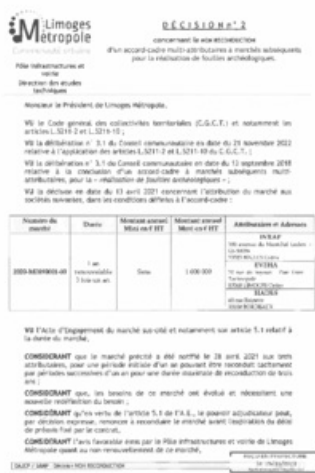 Limoges
Métropole
Communauté urbaine
Pôle Infrastructures et
voirie
Direction des études
techniques
DÉCISION n° 2
concernant la NON RECONDUCTION
d'un accord-cadre multi-attributaires à marchés subséquents
pour la réalisation de fouilles archéologiques.
Monsieur le Président de Limoges Métropole,
VU le Code général des collectivités territoriales (C.G.C.T.) et notamment les
articles L.5211-2 et L.5211-10 ;
VU la délibération n° 3.1 du Conseil communautaire en date du 25 novembre 2022
relative à l'application des articles L.5211-2 et L.5211-10 du C.G.C.T. ;
VU la délibération n° 3.1 du Conseil communautaire en date du 13 septembre 2018
relative à la conclusion d'un accord-cadre à marchés subséquents multi-
attributaires, pour la « réalisation de fouilles archéologiques » ;
VU la décision en date du 13 avril 2021 concernant l'attribution du marché aux
sociétés suivantes, dans les conditions définies à l'accord-cadre :
Numéro du
marché
Durée
Montant annuel
Mini en € HT
Montant annuel
Maxi en € HT
Attributaires et Adresses
1 an
reconductible
3 fois un an
Sans
1 000 000
INRAP
EVEHA
HADES
VU l'Acte d'Engagement du marché sus-cité et notamment son article 5.1 relatif à
la durée du marché,
CONSIDÉRANT que le marché précité a été notifié le 28 avril 2021 aux trois
attributaires, pour une période initiale d'un an pouvant être reconduit tacitement
par périodes successives d'un an pour une durée maximale de reconduction de trois
ans ;
CONSIDÉRANT que, les besoins de ce marché ont évolué et nécessitent une
nouvelle redéfinition du besoin ;
CONSIDÉRANT qu'en vertu de l'article 5.1 de l'A.E., le pouvoir adjudicateur peut,
par décision expresse, renoncer à reconduire le marché avant l'expiration du délai
de préavis fixé par le contrat,
CONSIDÉRANT l'avis favorable émis par le Pôle Infrastructures et voirie de Limoges
Métropole quant au non-renouvellement de ce marché,
NON RECONDUCTION